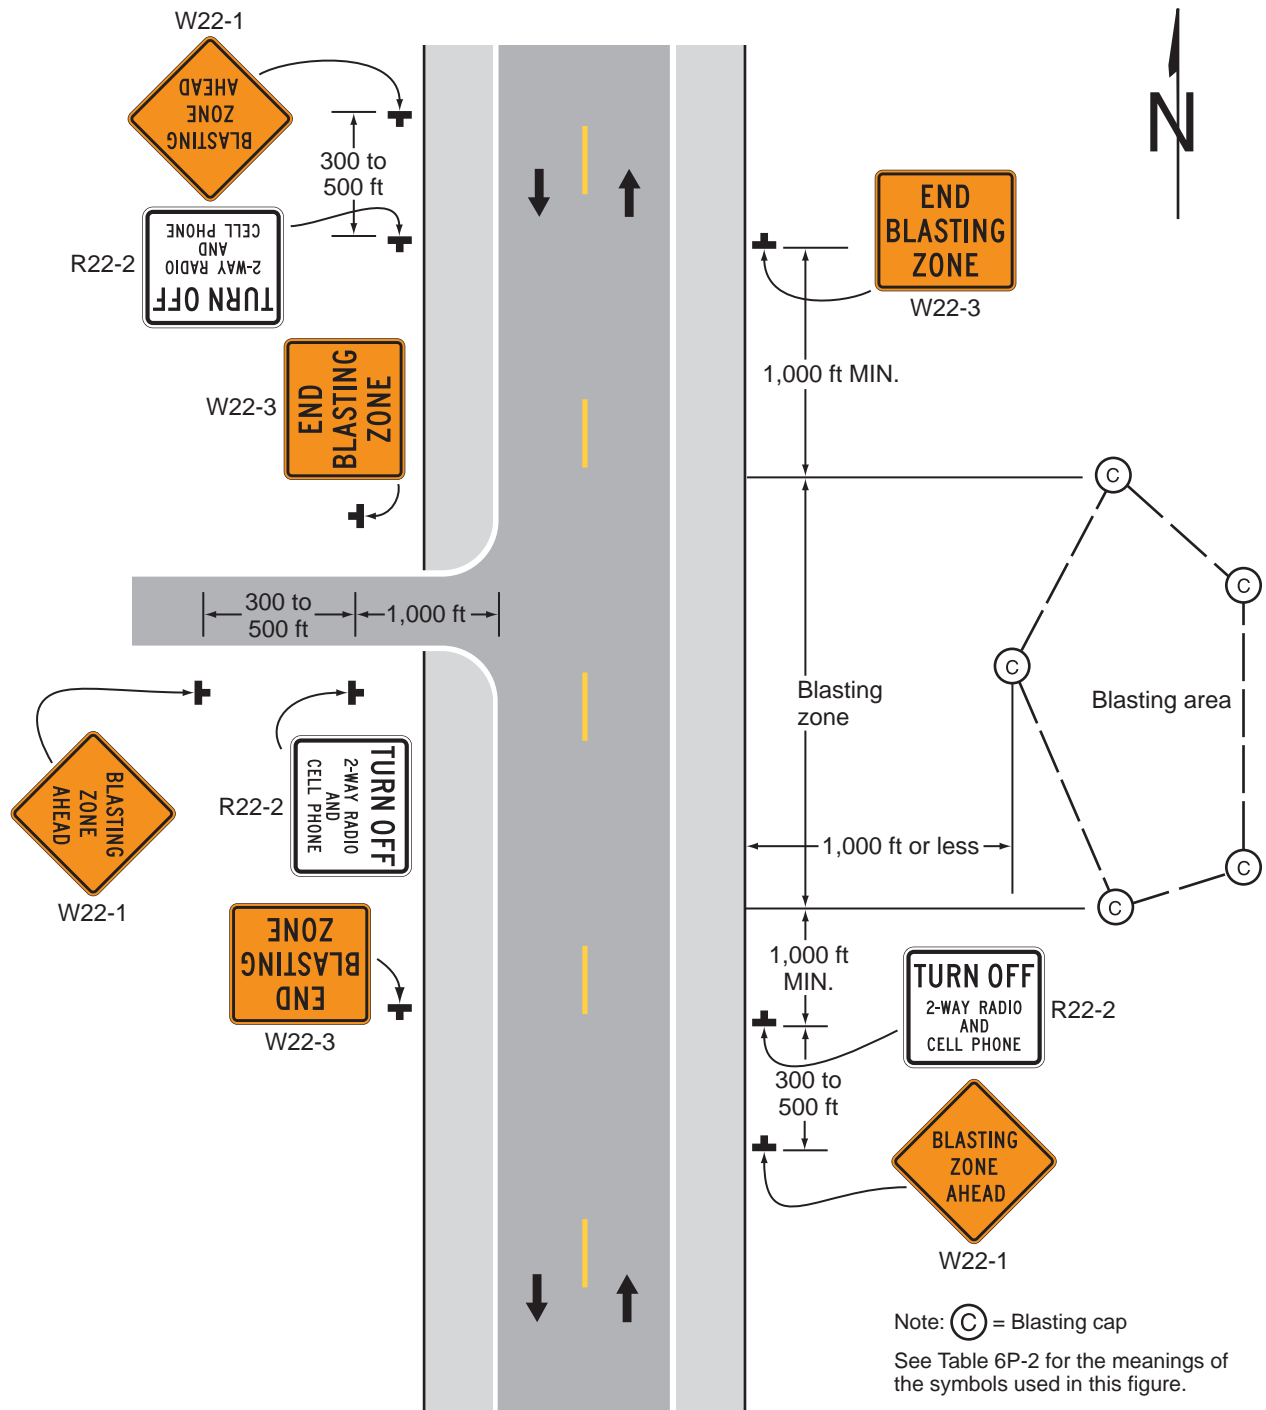 W22-1
BLASTING
ZONE
AHEAD
300 to
500 ft
R22-2
TURN OFF
2-WAY RADIO
AND
CELL PHONE
N
END
BLASTING
ZONE
W22-3
W22-3
END
BLASTING
ZONE
1,000 ft MIN.
C
C
C
300 to
500 ft
1,000 ft
Blasting
zone
Blasting area
BLASTING
ZONE
AHEAD
W22-1
R22-2
TURN OFF
2-WAY RADIO
AND
CELL PHONE
1,000 ft or less
C
C
END
BLASTING
ZONE
W22-3
1,000 ft
MIN.
TURN OFF
2-WAY RADIO
AND
CELL PHONE
R22-2
300 to
500 ft
BLASTING
ZONE
AHEAD
W22-1
Note: C = Blasting cap
See Table 6P-2 for the meanings of
the symbols used in this figure.